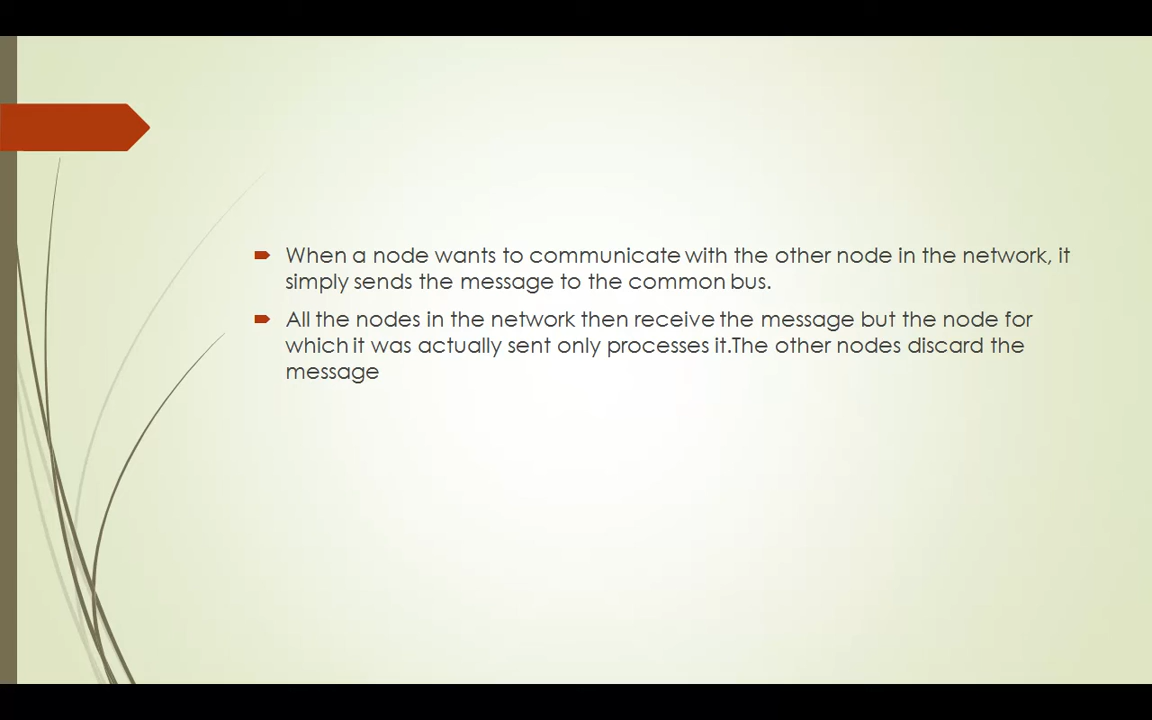 When a node wants to communicate with the other node in the network, it
simply sends the message to the common bus.
All the nodes in the network then receive the message but the node for
which it was actually sent only processes it.The other nodes discard the
message